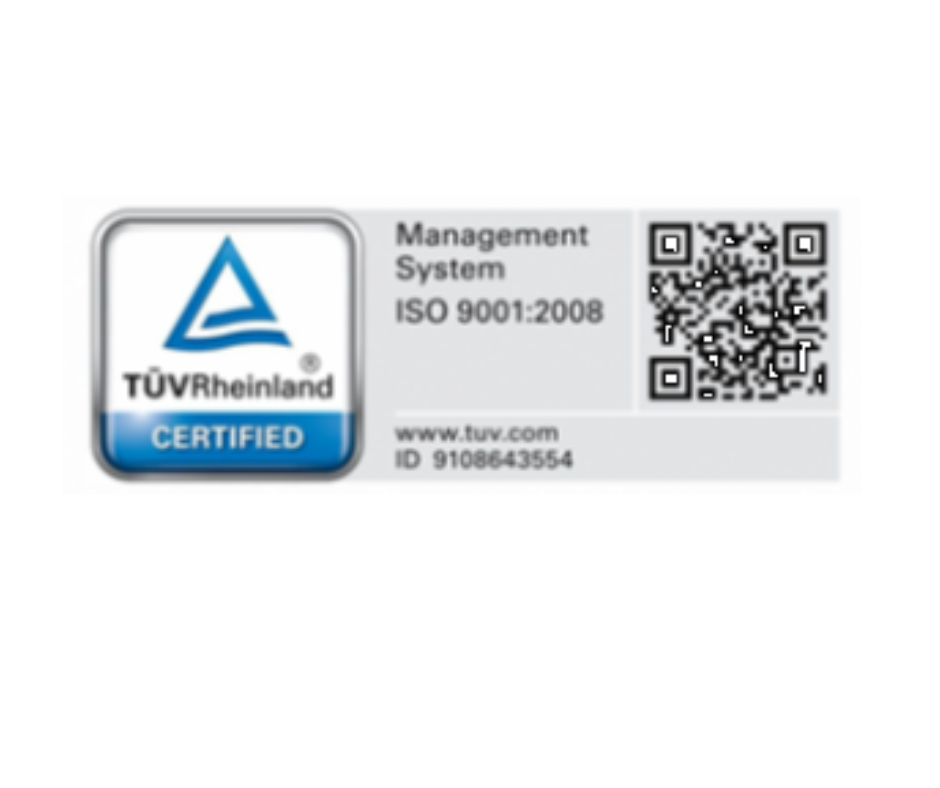 TÜVRheinland®
CERTIFIED
Management
System
ISO 9001:2008
www.tuv.com
ID 9108643554